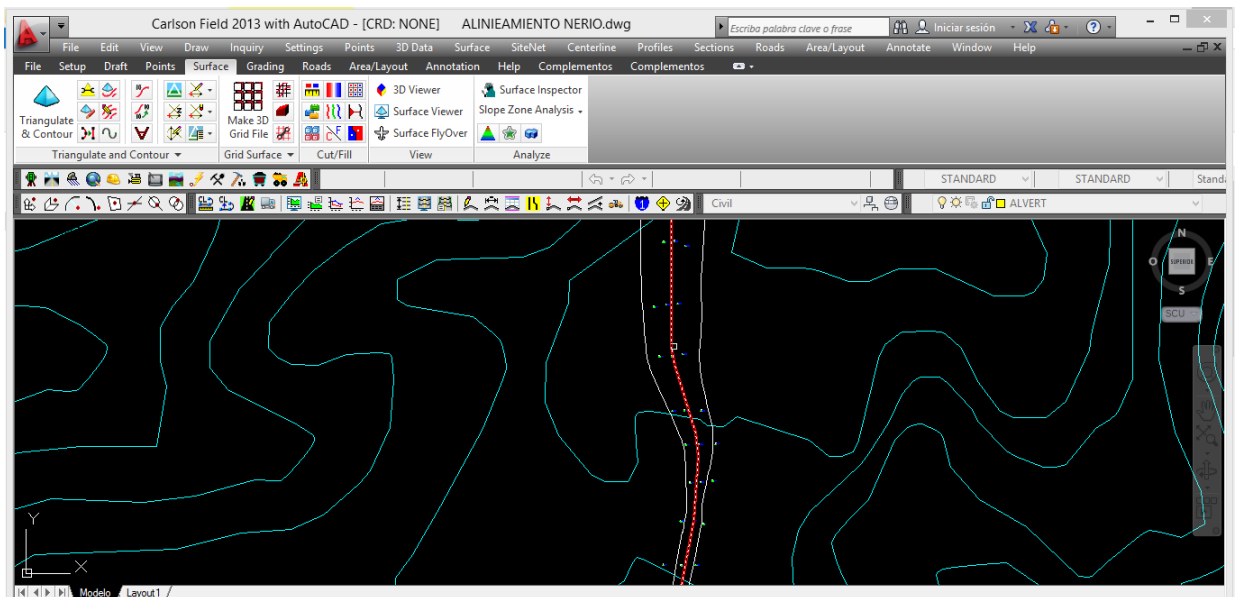 Carlson Field 2013 with AutoCAD - [CRD: NONE] ALINIEAMIENTO NERIO.dwg Escriba palabra clave o frase Iniciar sesión
File Edit View Draw Inquiry Settings Points 3D Data Surface SiteNet Centerline Profiles Sections Roads Area/Layout Annotate Window Help
File Setup Draft Points Surface Grading Roads Area/Layout Annotation Help Complementos Complementos
Triangulate & Contour
Make 3D Grid File
3D Viewer
Surface Viewer
Surface FlyOver
Surface Inspector
Slope Zone Analysis
Triangulate and Contour Grid Surface Cut/Fill View Analyze
STANDARD STANDARD Standa
Civil ALVERT
N
O SUPERIOR E
S
SCU
Y
X
Modelo Layout1